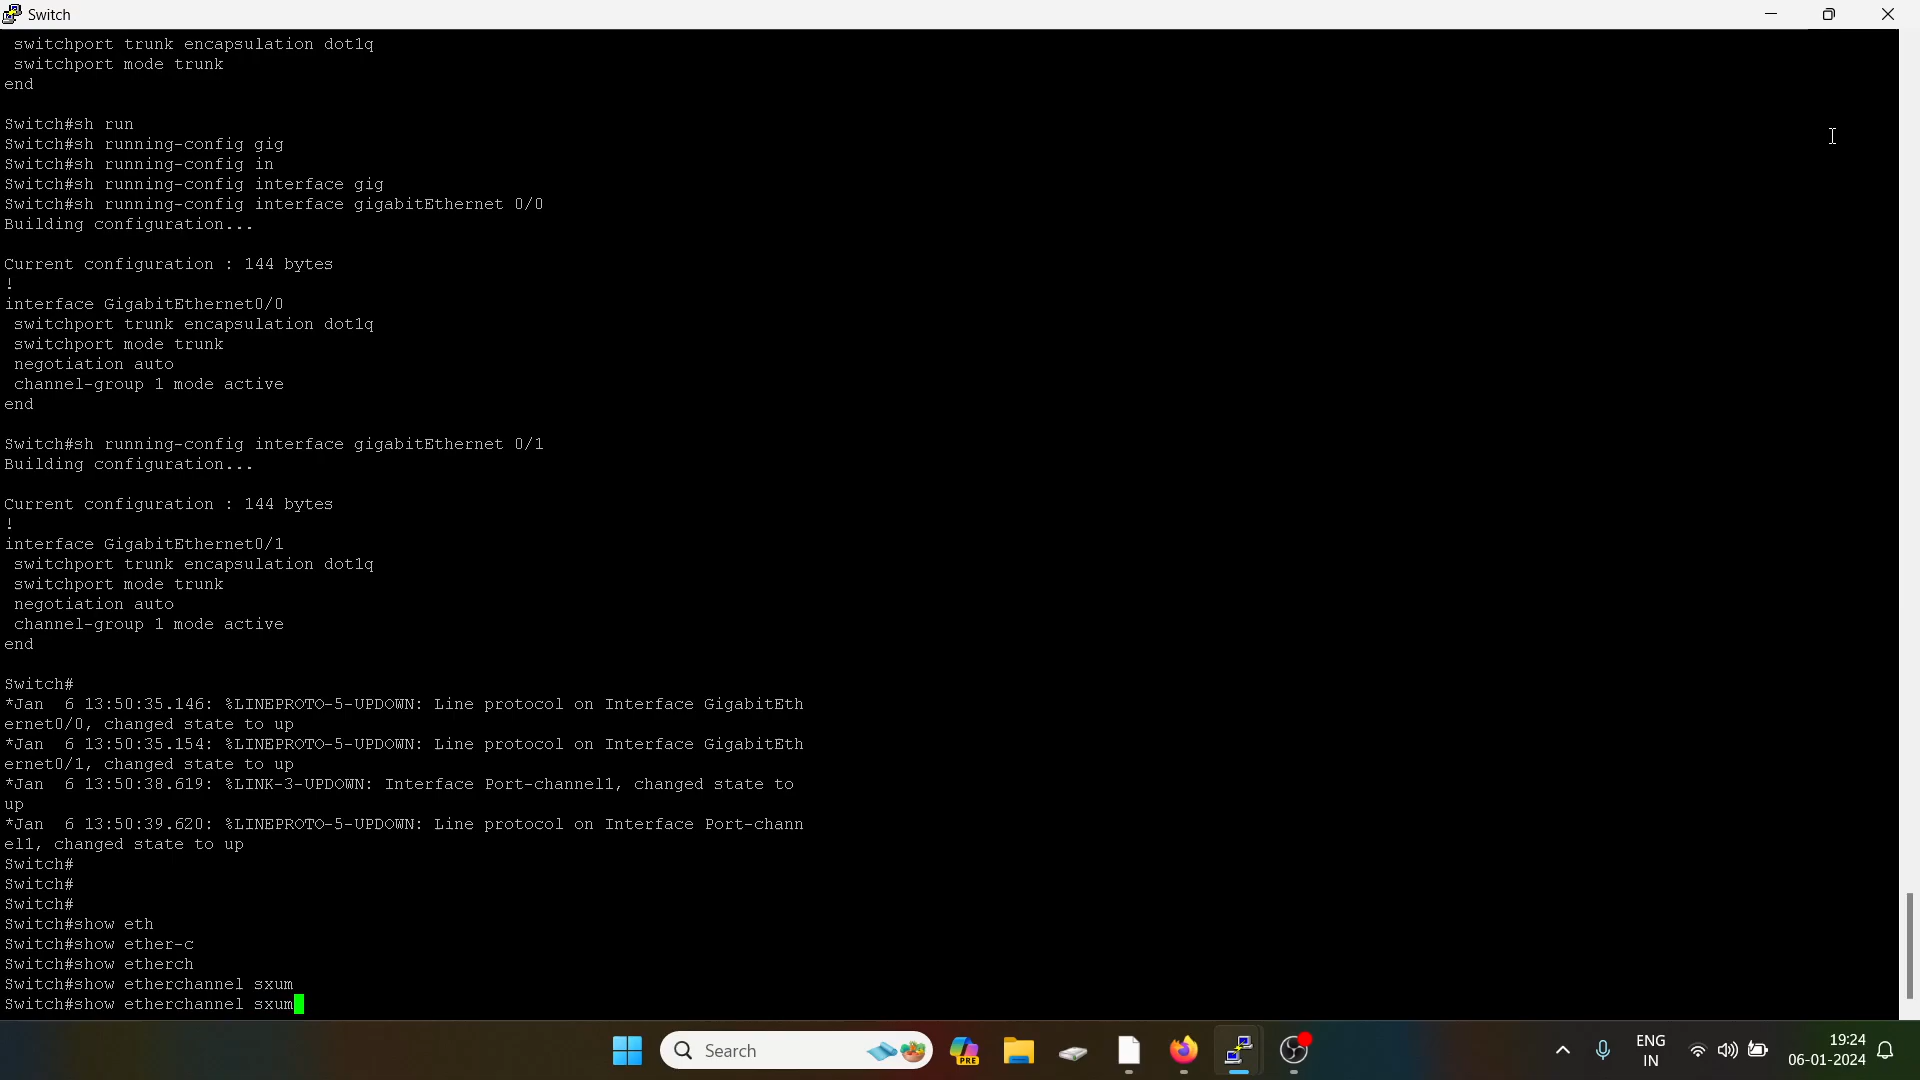 Switch
 switchport trunk encapsulation dot1q
 switchport mode trunk
end
Switch#sh run
Switch#sh running-config gig
Switch#sh running-config in
Switch#sh running-config interface gig
Switch#sh running-config interface gigabitEthernet 0/0
Building configuration...
Current configuration : 144 bytes
!
interface GigabitEthernet0/0
 switchport trunk encapsulation dot1q
 switchport mode trunk
 negotiation auto
 channel-group 1 mode active
end
Switch#sh running-config interface gigabitEthernet 0/1
Building configuration...
Current configuration : 144 bytes
!
interface GigabitEthernet0/1
 switchport trunk encapsulation dot1q
 switchport mode trunk
 negotiation auto
 channel-group 1 mode active
end
Switch#
*Jan  6 13:50:35.146: %LINEPROTO-5-UPDOWN: Line protocol on Interface GigabitEth
ernet0/0, changed state to up
*Jan  6 13:50:35.154: %LINEPROTO-5-UPDOWN: Line protocol on Interface GigabitEth
ernet0/1, changed state to up
*Jan  6 13:50:38.619: %LINK-3-UPDOWN: Interface Port-channel1, changed state to
up
*Jan  6 13:50:39.620: %LINEPROTO-5-UPDOWN: Line protocol on Interface Port-chann
el1, changed state to up
Switch#
Switch#
Switch#
Switch#show eth
Switch#show ether-c
Switch#show etherch
Switch#show etherchannel sxum
Switch#show etherchannel sxum
Search
PRE
ENG
IN
19:24
06-01-2024